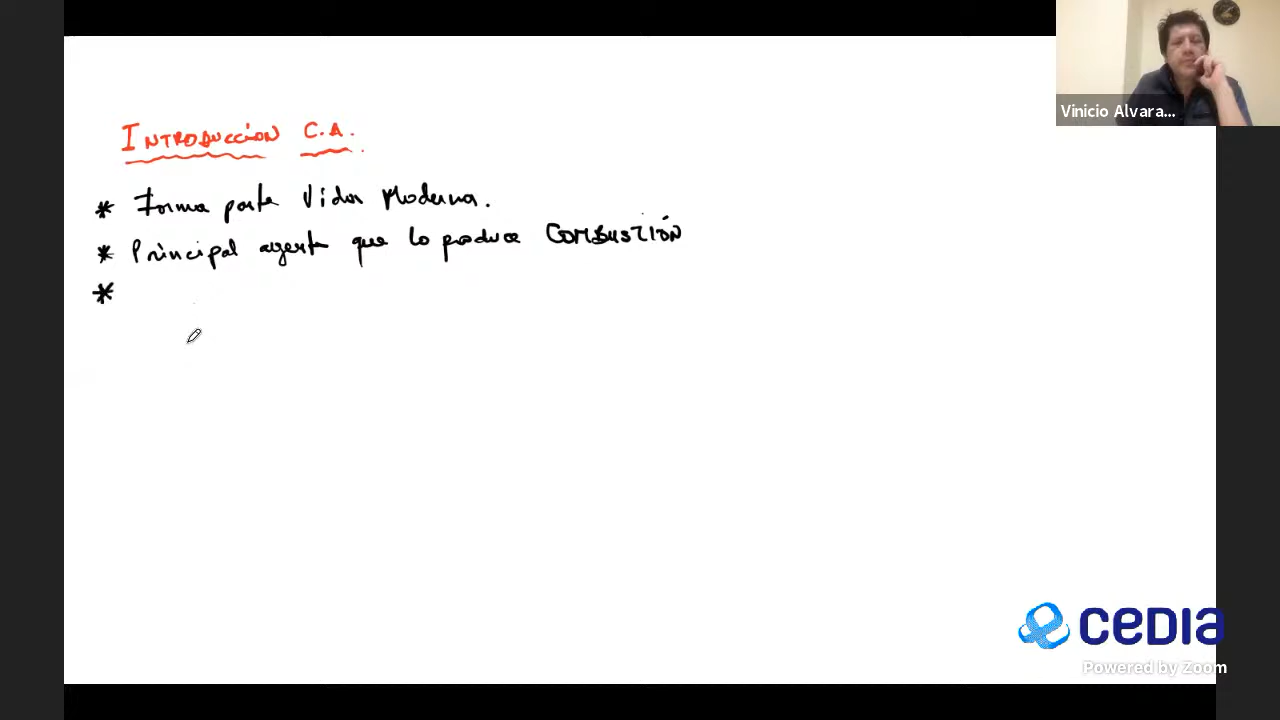 Vinicio Alvara...
INTRODUCCIÓN C.A.
* Forma parte Vida Moderna.
* Principal agente que lo produce COMBUSTIÓN
*
CEDIA
Powered by Zoom